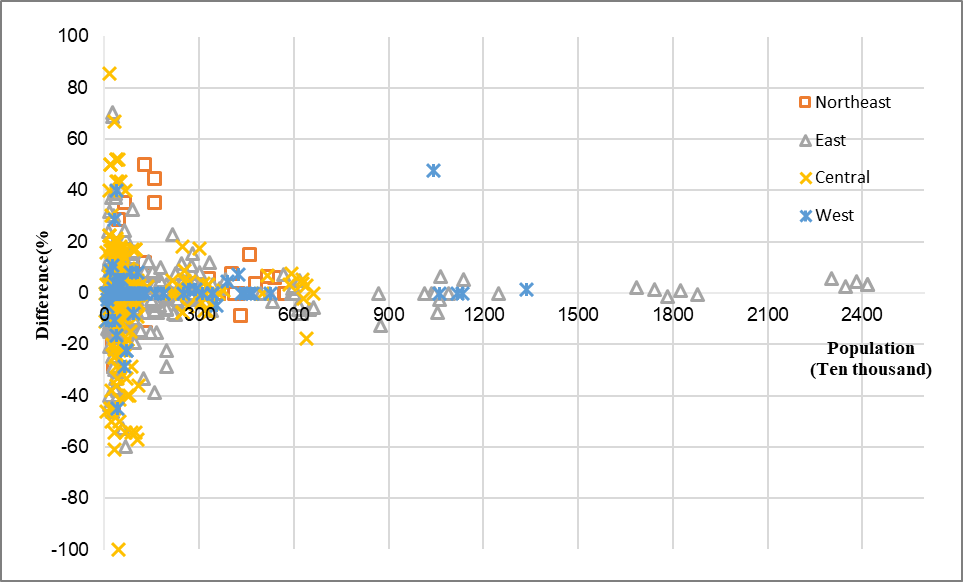 100
80
60
40
20
0
-20
-40
-60
-80
-100
Difference(%
0 300 600 900 1200 1500 1800 2100 2400
Population
(Ten thousand)
Northeast
East
Central
West